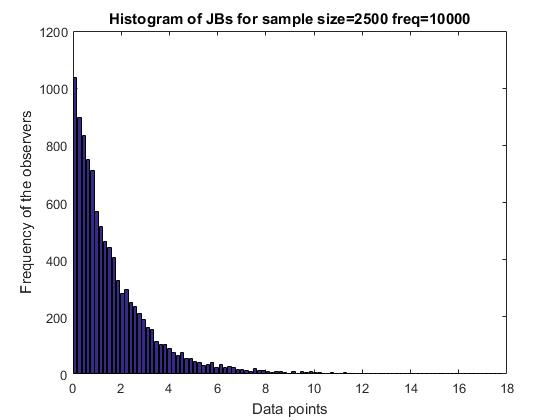 Histogram of JBs for sample size=2500 freq=10000
1200
1000
800
600
400
200
0
Frequency of the observers
0 2 4 6 8 10 12 14 16 18
Data points